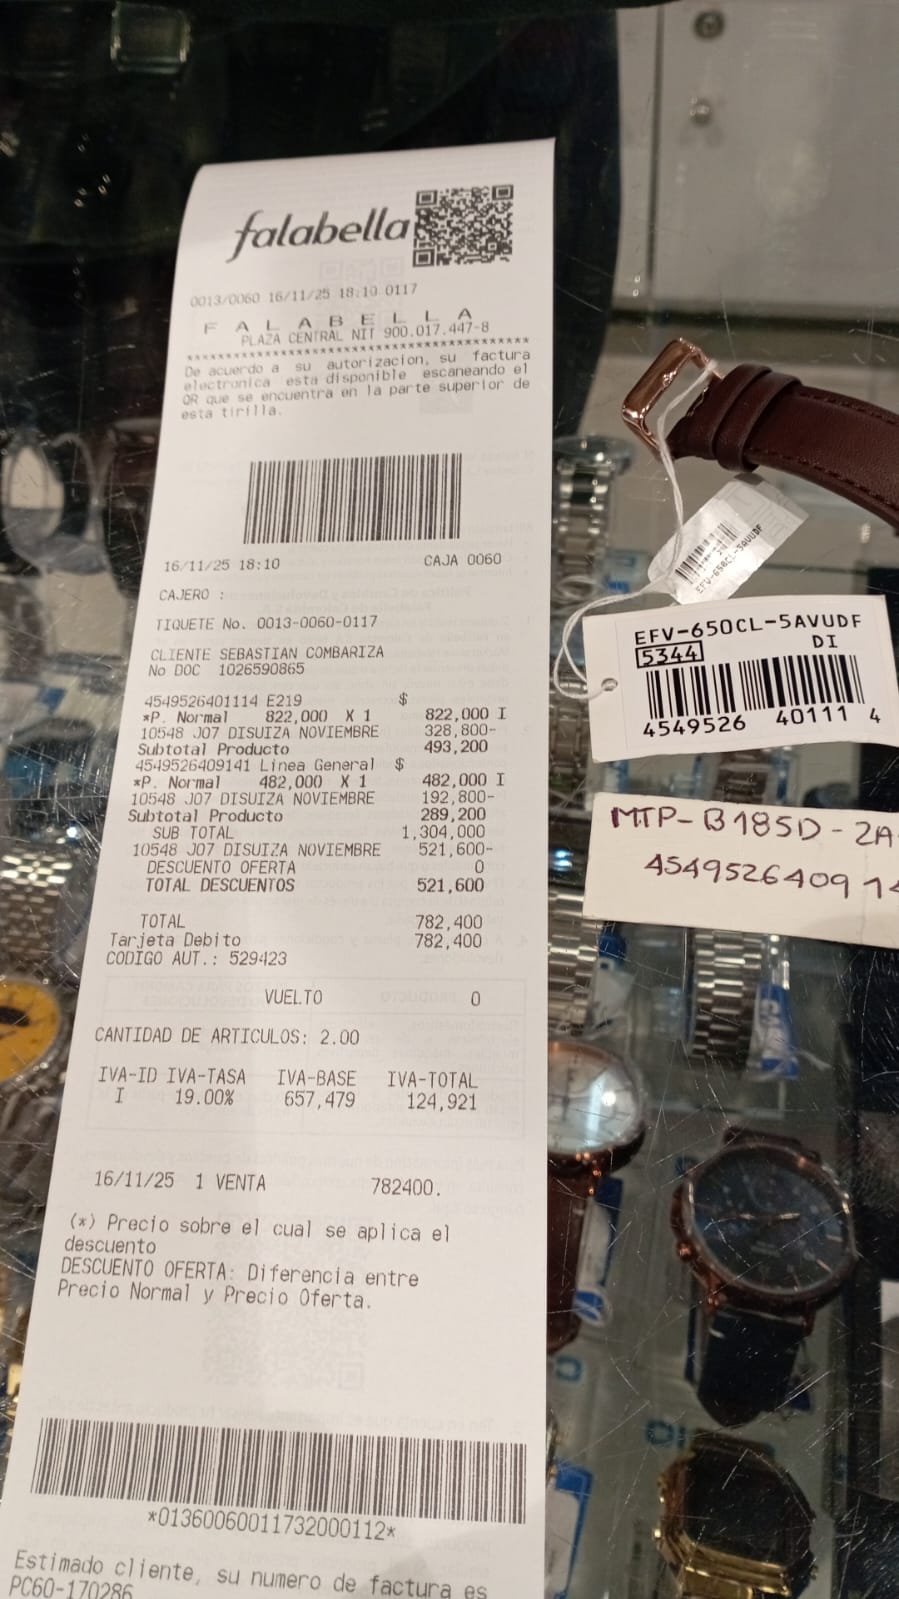 falabella
0013/0060 16/11/25 18:10 0117
F A L A B E L L A
PLAZA CENTRAL NIT 900.017.447-8
****************************************
De acuerdo a su autorizacion, su factura
electronica esta disponible escaneando el
QR que se encuentra en la parte superior de
esta tirilla.
16/11/25 18:10 CAJA 0060
CAJERO :
TIQUETE No. 0013-0060-0117
CLIENTE SEBASTIAN COMBARIZA
No DOC 1026590865
4549526401114 E219 $
*P. Normal 822,000 X 1 822,000 I
10548 J07 DISUIZA NOVIEMBRE 328,800-
Subtotal Producto 493,200
4549526409141 Linea General $
*P. Normal 482,000 X 1 482,000 I
10548 J07 DISUIZA NOVIEMBRE 192,800-
Subtotal Producto 289,200
SUB TOTAL 1,304,000
10548 J07 DISUIZA NOVIEMBRE 521,600-
DESCUENTO OFERTA 0
TOTAL DESCUENTOS 521,600
TOTAL 782,400
Tarjeta Debito 782,400
CODIGO AUT.: 529423
VUELTO 0
CANTIDAD DE ARTICULOS: 2.00
IVA-ID IVA-TASA IVA-BASE IVA-TOTAL
I 19.00% 657,479 124,921
16/11/25 1 VENTA 782400.
(*) Precio sobre el cual se aplica el
descuento
DESCUENTO OFERTA: Diferencia entre
Precio Normal y Precio Oferta.
*01360060011732000112*
Estimado cliente, su numero de factura es
PC60-170286
EFV-650CL-5AVUDF
EFV-650CL-5AVUDF
DI
5344
4549526 40111 4
MTP-B185D-2A
4549526409 14